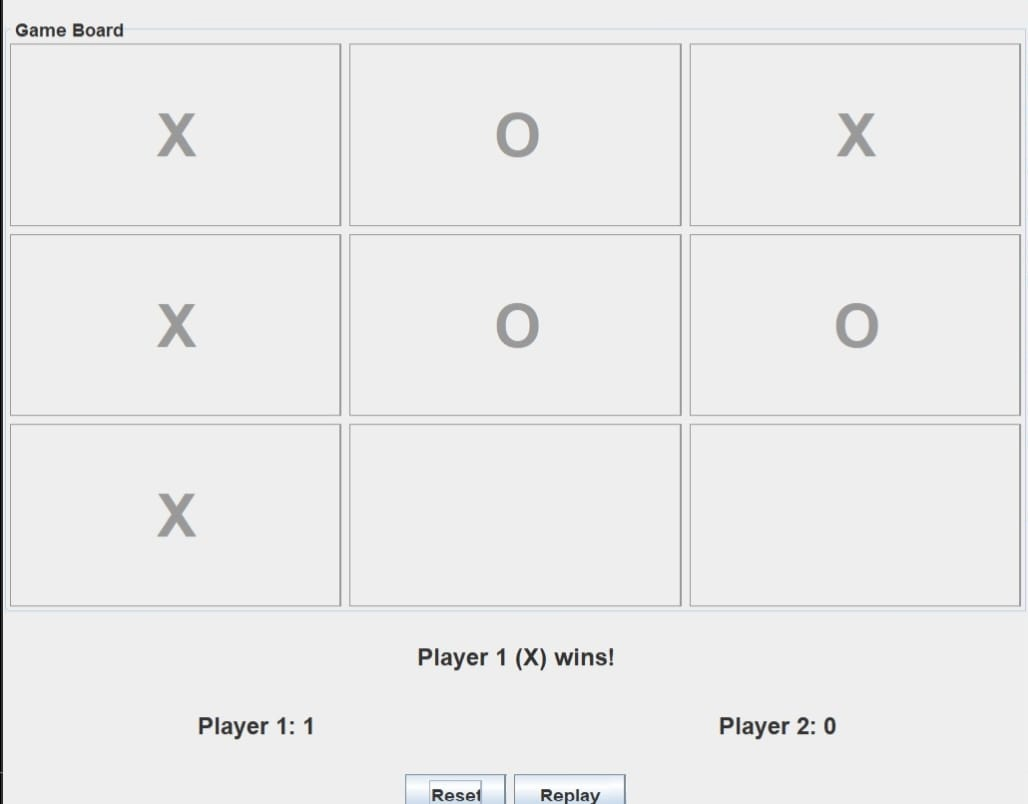 Game Board
X O X
X O O
X
Player 1 (X) wins!
Player 1: 1 Player 2: 0
Reset Replay